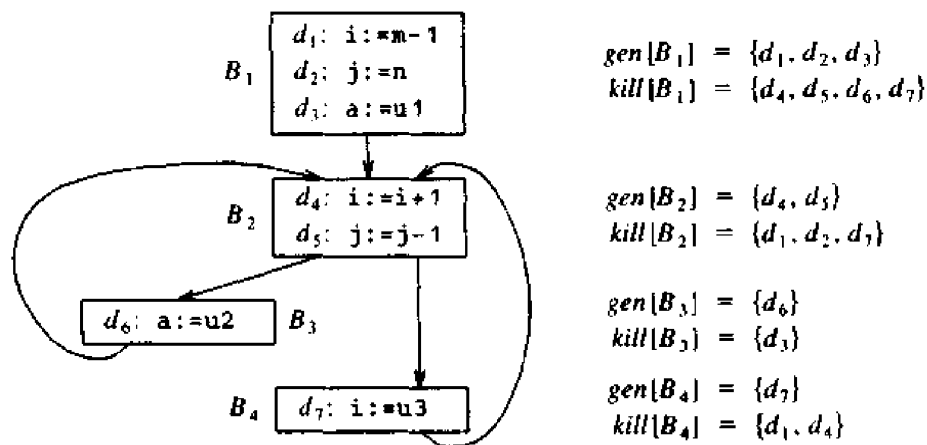 d₁: i:=m-1
B₁ d₂: j:=n
d₃: a:=u1
gen[B₁] = {d₁, d₂, d₃}
kill[B₁] = {d₄, d₅, d₆, d₇}
d₄: i:=i+1
B₂ d₅: j:=j-1
gen[B₂] = {d₄, d₅}
kill[B₂] = {d₁, d₂, d₇}
d₆: a:=u2 B₃
gen[B₃] = {d₆}
kill[B₃] = {d₃}
B₄ d₇: i:=u3
gen[B₄] = {d₇}
kill[B₄] = {d₁, d₄}